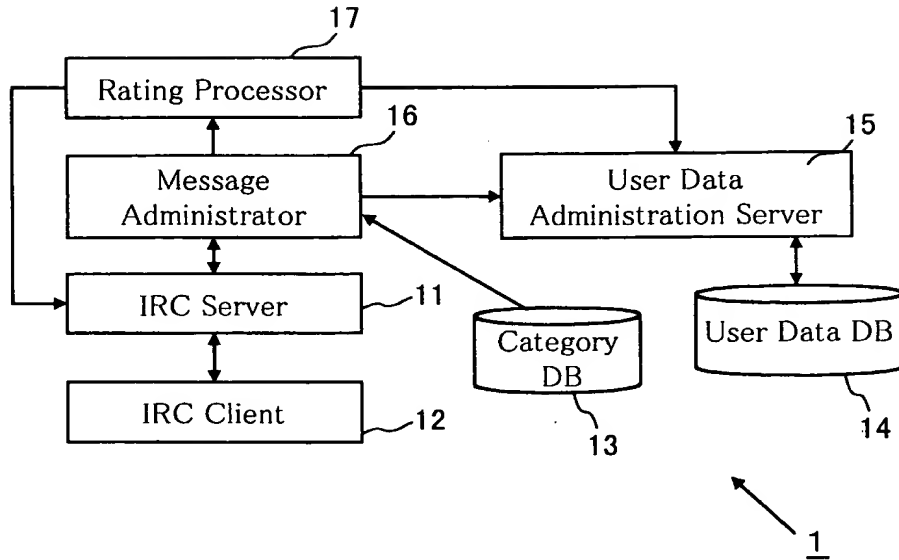 17
Rating Processor
16
Message
Administrator
15
User Data
Administration Server
IRC Server
11
Category
DB
13
User Data DB
14
IRC Client
12
1